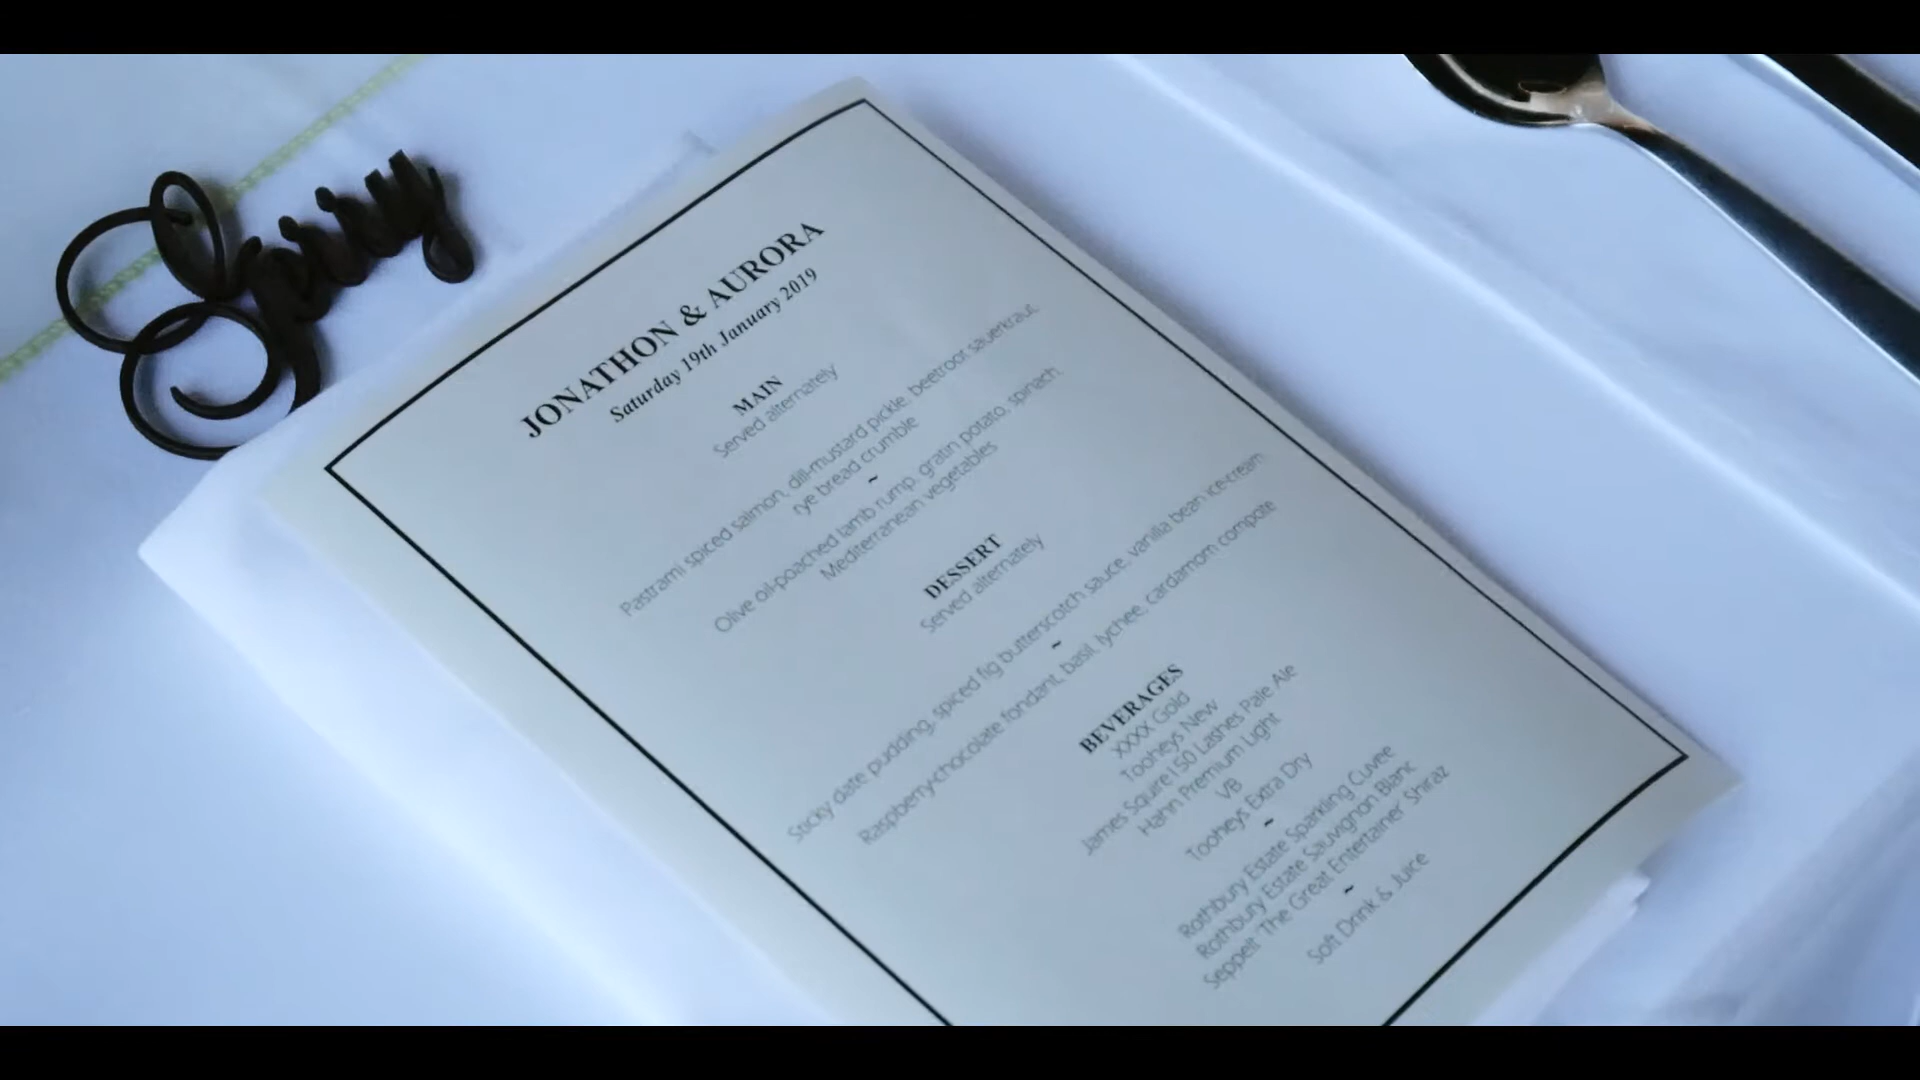 JONATHON & AURORA
Saturday 19th January 2019
MAIN
Served alternately
Pastrami spiced salmon, dill-mustard pickle, beetroot sauerkraut,
rye bread crumble
~
Olive oil-poached lamb rump, gratin potato, spinach,
Mediterranean vegetables
DESSERT
Served alternately
Sticky date pudding, spiced fig butterscotch sauce, vanilla bean ice-cream
~
Raspberry-chocolate fondant, basil, lychee, cardamom compote
BEVERAGES
XXXX Gold
Tooheys New
James Squire 150 Lashes Pale Ale
Hahn Premium Light
VB
Tooheys Extra Dry
~
Rothbury Estate Sparkling Cuvee
Rothbury Estate Sauvignon Blanc
Seppelt 'The Great Entertainer' Shiraz
~
Soft Drink & Juice